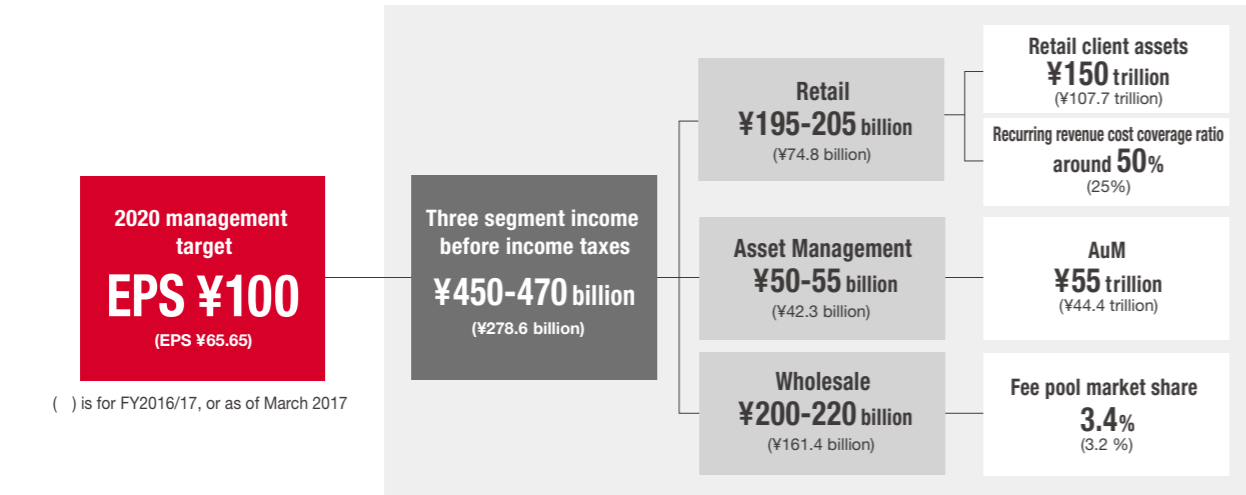 2020 management
target
EPS ¥100
(EPS ¥65.65)
( ) is for FY2016/17, or as of March 2017
Three segment income
before income taxes
¥450-470 billion
(¥278.6 billion)
Retail
¥195-205 billion
(¥74.8 billion)
Retail client assets
¥150 trillion
(¥107.7 trillion)
Recurring revenue cost coverage ratio
around 50%
(25%)
Asset Management
¥50-55 billion
(¥42.3 billion)
AuM
¥55 trillion
(¥44.4 trillion)
Wholesale
¥200-220 billion
(¥161.4 billion)
Fee pool market share
3.4%
(3.2 %)